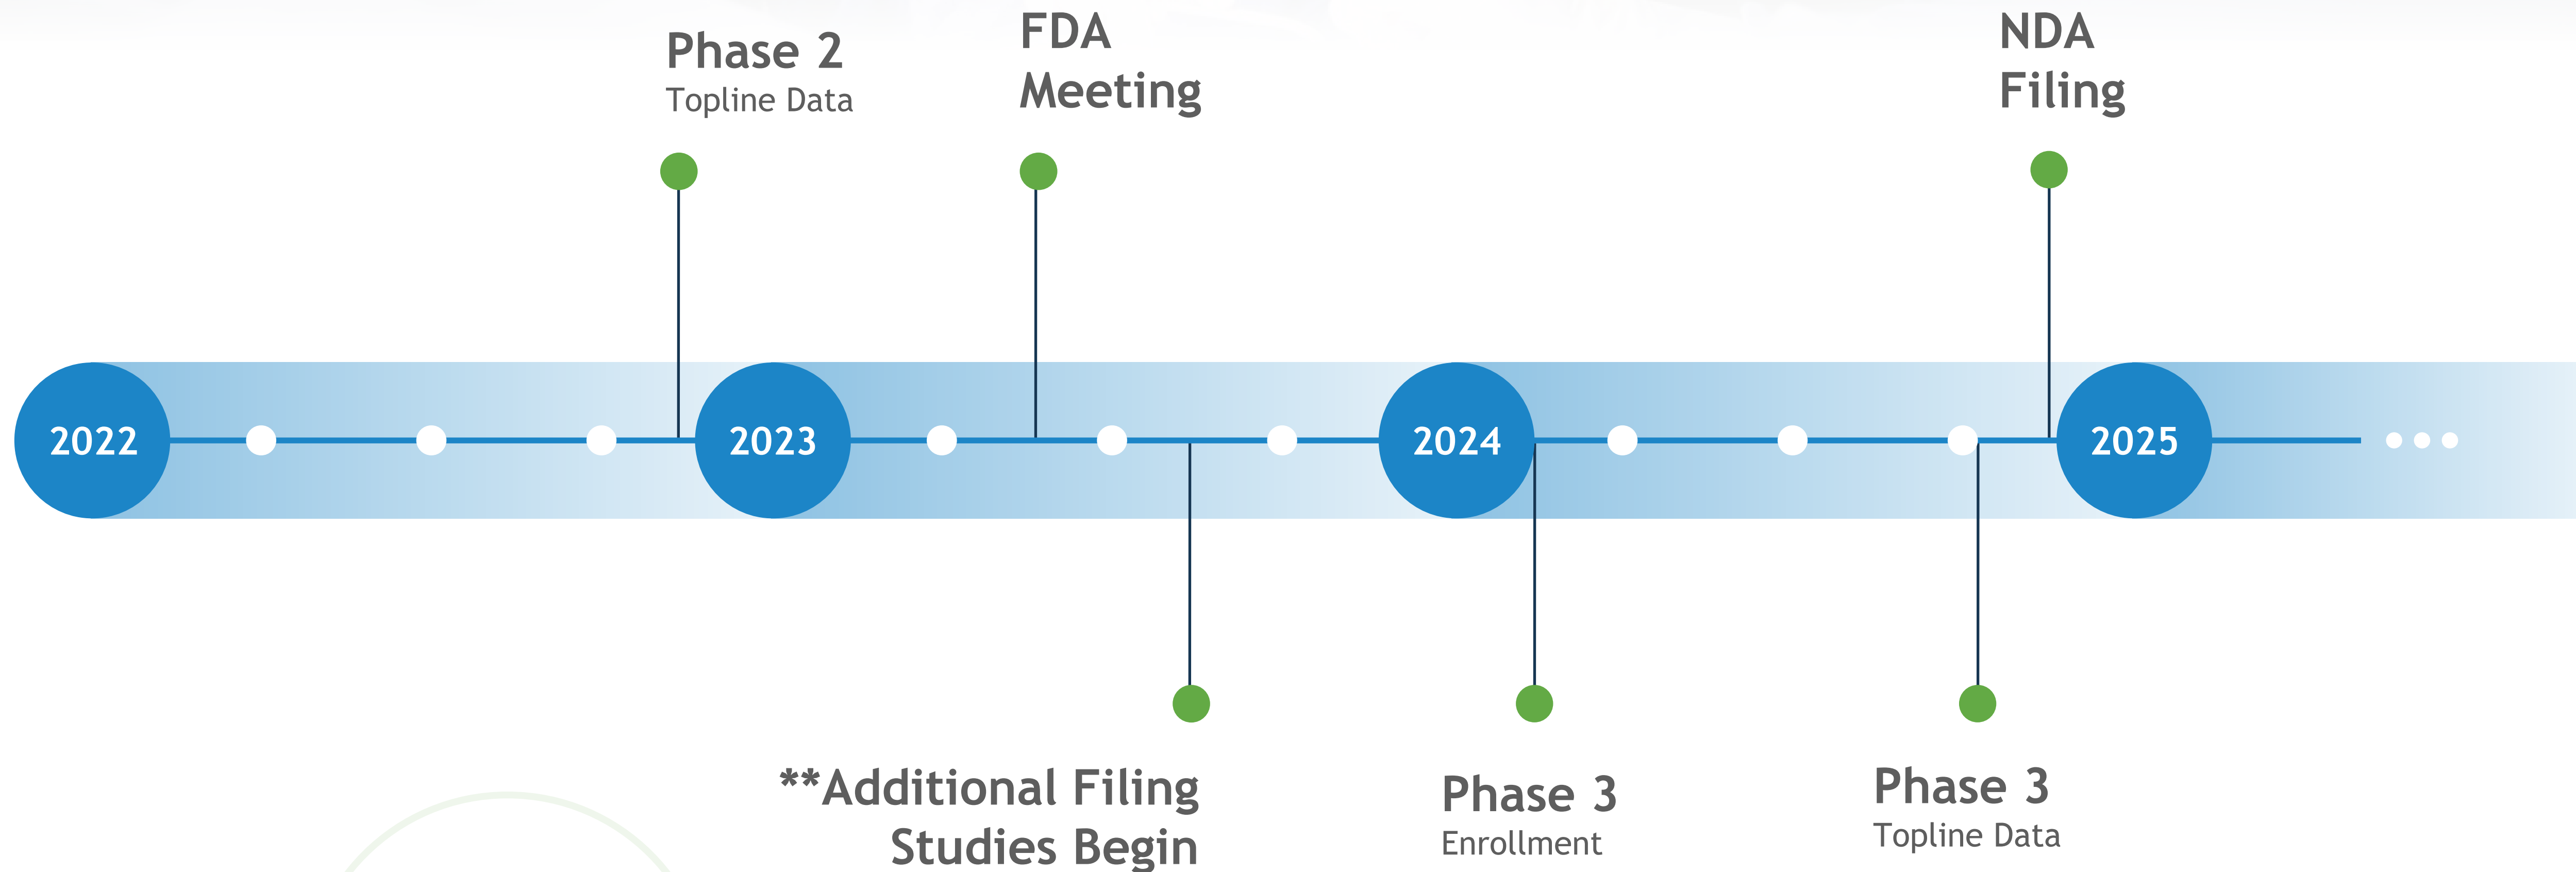 Phase 2
Topline Data
FDA
Meeting
NDA
Filing
2022
2023
2024
2025
**Additional Filing
Studies Begin
Phase 3
Enrollment
Phase 3
Topline Data